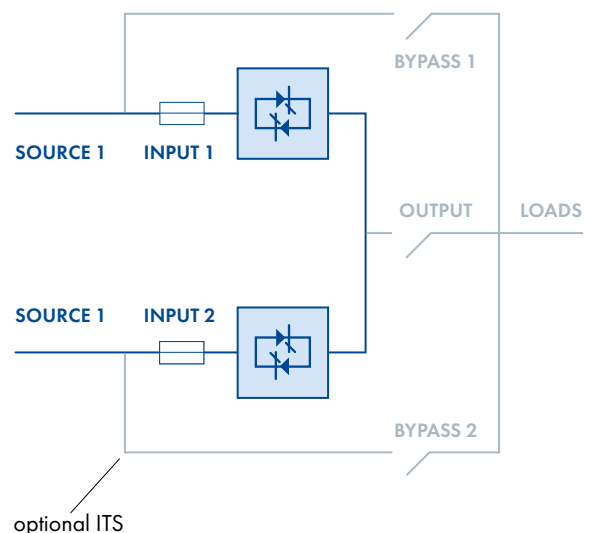 BYPASS 1
SOURCE 1 INPUT 1
OUTPUT LOADS
SOURCE 1 INPUT 2
BYPASS 2
optional ITS